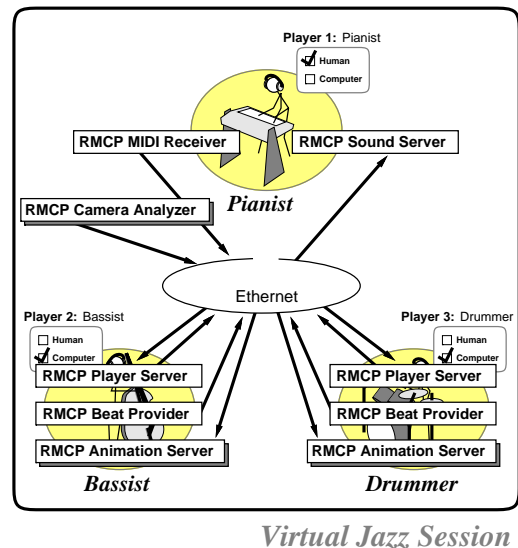 Player 1: Pianist
Human
Computer
RMCP MIDI Receiver
RMCP Sound Server
Pianist
RMCP Camera Analyzer
Ethernet
Player 2: Bassist
Human
Computer
RMCP Player Server
RMCP Beat Provider
RMCP Animation Server
Bassist
Player 3: Drummer
Human
Computer
RMCP Player Server
RMCP Beat Provider
RMCP Animation Server
Drummer
Virtual Jazz Session